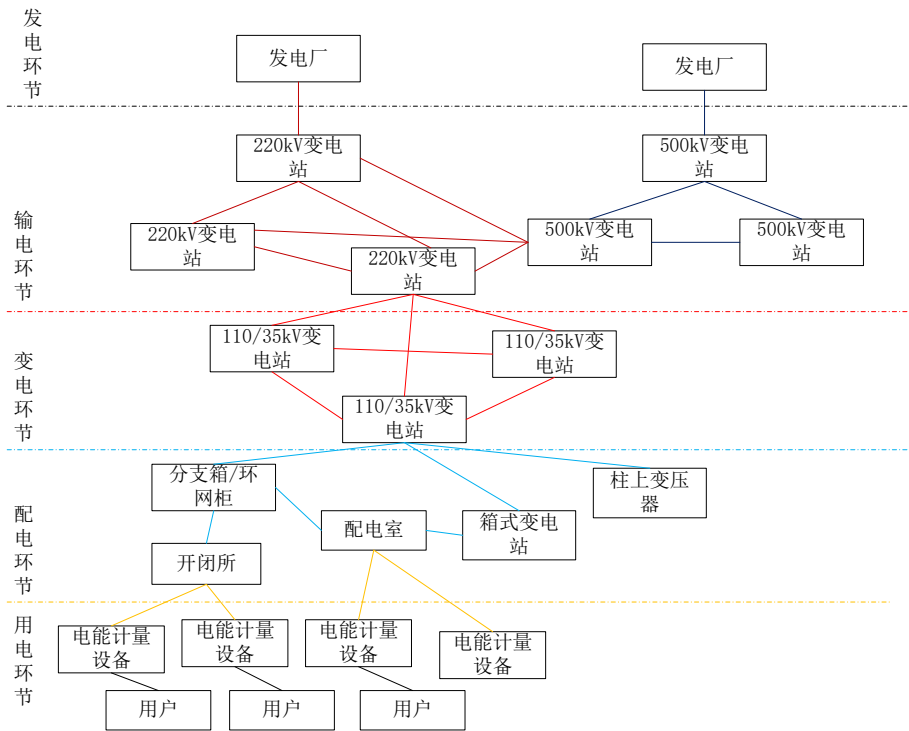 发
电
环
节
发电厂
发电厂
220kV变电
站
500kV变电
站
输
电
环
节
220kV变电
站
220kV变电
站
500kV变电
站
500kV变电
站
变
电
环
节
110/35kV变
电站
110/35kV变
电站
110/35kV变
电站
配
电
环
节
分支箱/环
网柜
柱上变压
器
配电室
箱式变电
站
开闭所
用
电
环
节
电能计量
设备
电能计量
设备
电能计量
设备
电能计量
设备
用户
用户
用户